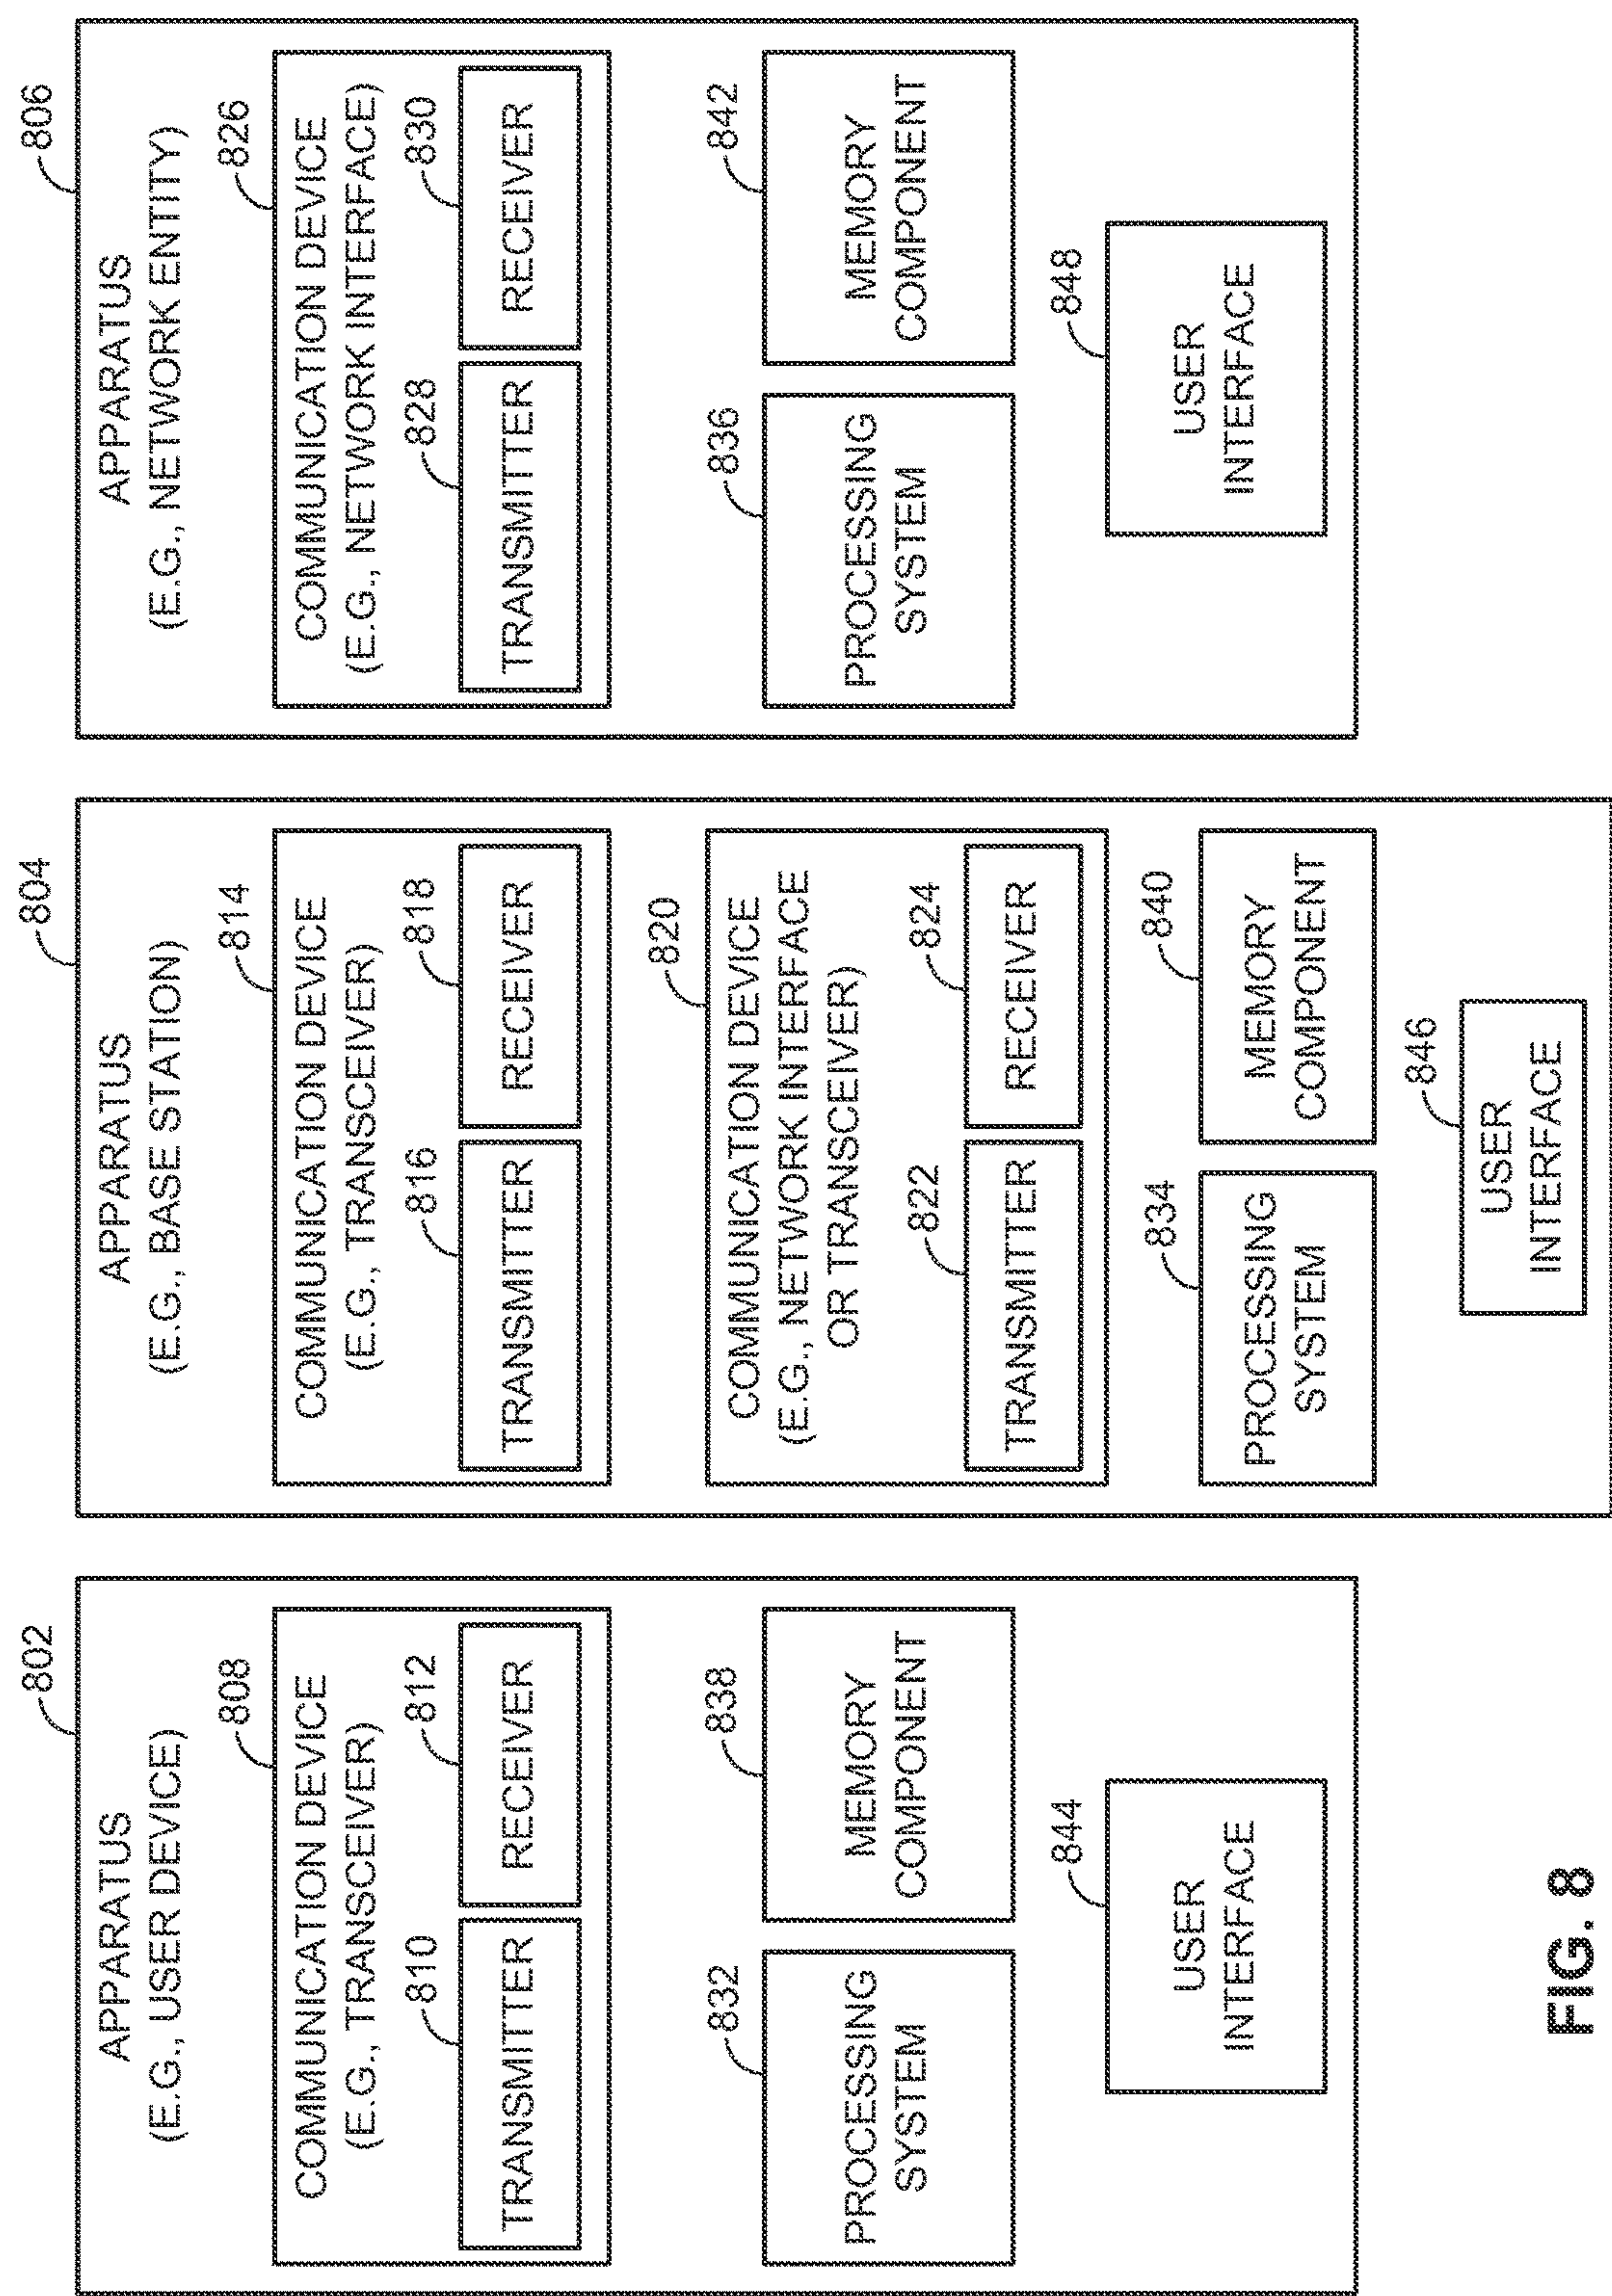 802
APPARATUS
(E.G., USER DEVICE)
808
COMMUNICATION DEVICE
(E.G., TRANSCEIVER)
810
812
TRANSMITTER
RECEIVER
832
838
PROCESSING
SYSTEM
MEMORY
COMPONENT
844
USER
INTERFACE
804
APPARATUS
(E.G., BASE STATION)
814
COMMUNICATION DEVICE
(E.G., TRANSCEIVER)
816
818
TRANSMITTER
RECEIVER
820
COMMUNICATION DEVICE
(E.G., NETWORK INTERFACE
OR TRANSCEIVER)
822
824
TRANSMITTER
RECEIVER
834
840
PROCESSING
SYSTEM
MEMORY
COMPONENT
846
USER
INTERFACE
806
APPARATUS
(E.G., NETWORK ENTITY)
826
COMMUNICATION DEVICE
(E.G., NETWORK INTERFACE)
828
830
TRANSMITTER
RECEIVER
836
842
PROCESSING
SYSTEM
MEMORY
COMPONENT
848
USER
INTERFACE
FIG. 8